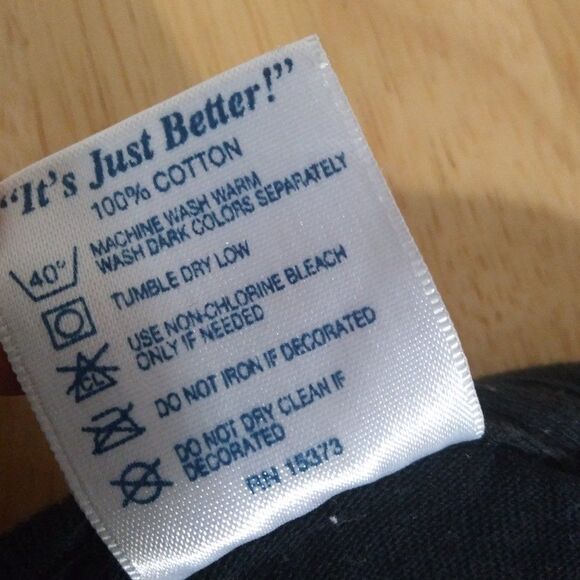 "It's Just Better!"
100% COTTON
MACHINE WASH WARM
WASH DARK COLORS SEPARATELY
40°
TUMBLE DRY LOW
USE NON-CHLORINE BLEACH
ONLY IF NEEDED
CL
DO NOT IRON IF DECORATED
DO NOT DRY CLEAN IF
DECORATED
RN 15373